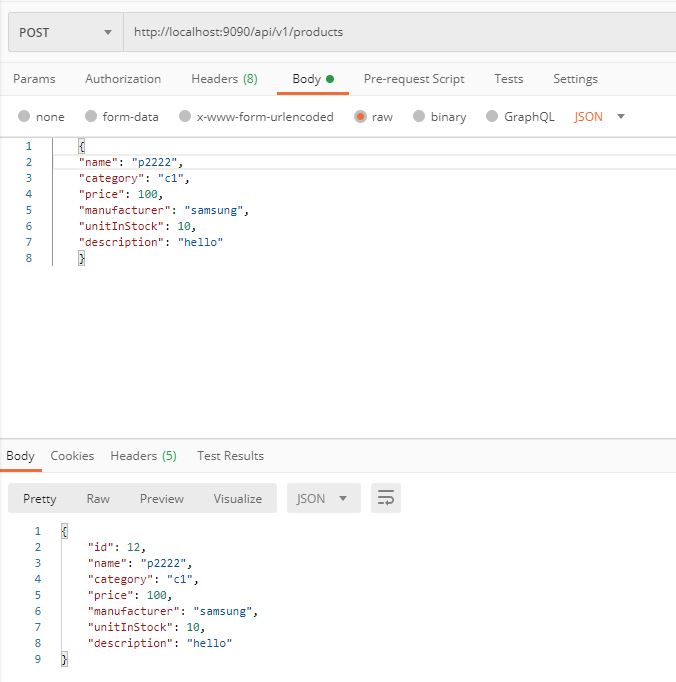 POST http://localhost:9090/api/v1/products
Params Authorization Headers (8) Body Pre-request Script Tests Settings
none form-data x-www-form-urlencoded raw binary GraphQL JSON
1 {
2 "name": "p2222",
3 "category": "c1",
4 "price": 100,
5 "manufacturer": "samsung",
6 "unitInStock": 10,
7 "description": "hello"
8 }
Body Cookies Headers (5) Test Results
Pretty Raw Preview Visualize JSON
1 {
2 "id": 12,
3 "name": "p2222",
4 "category": "c1",
5 "price": 100,
6 "manufacturer": "samsung",
7 "unitInStock": 10,
8 "description": "hello"
9 }